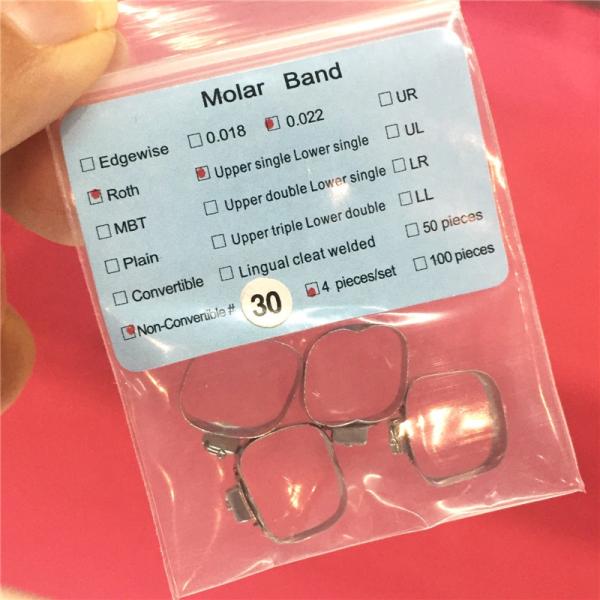 Molar Band
Edgewise 0.018 0.022 UR
Roth Upper single Lower single UL
MBT Upper double Lower single LR
Plain Upper triple Lower double LL
Convertible Lingual cleat welded 50 pieces
Non-Convertible# 30 4 pieces/set 100 pieces